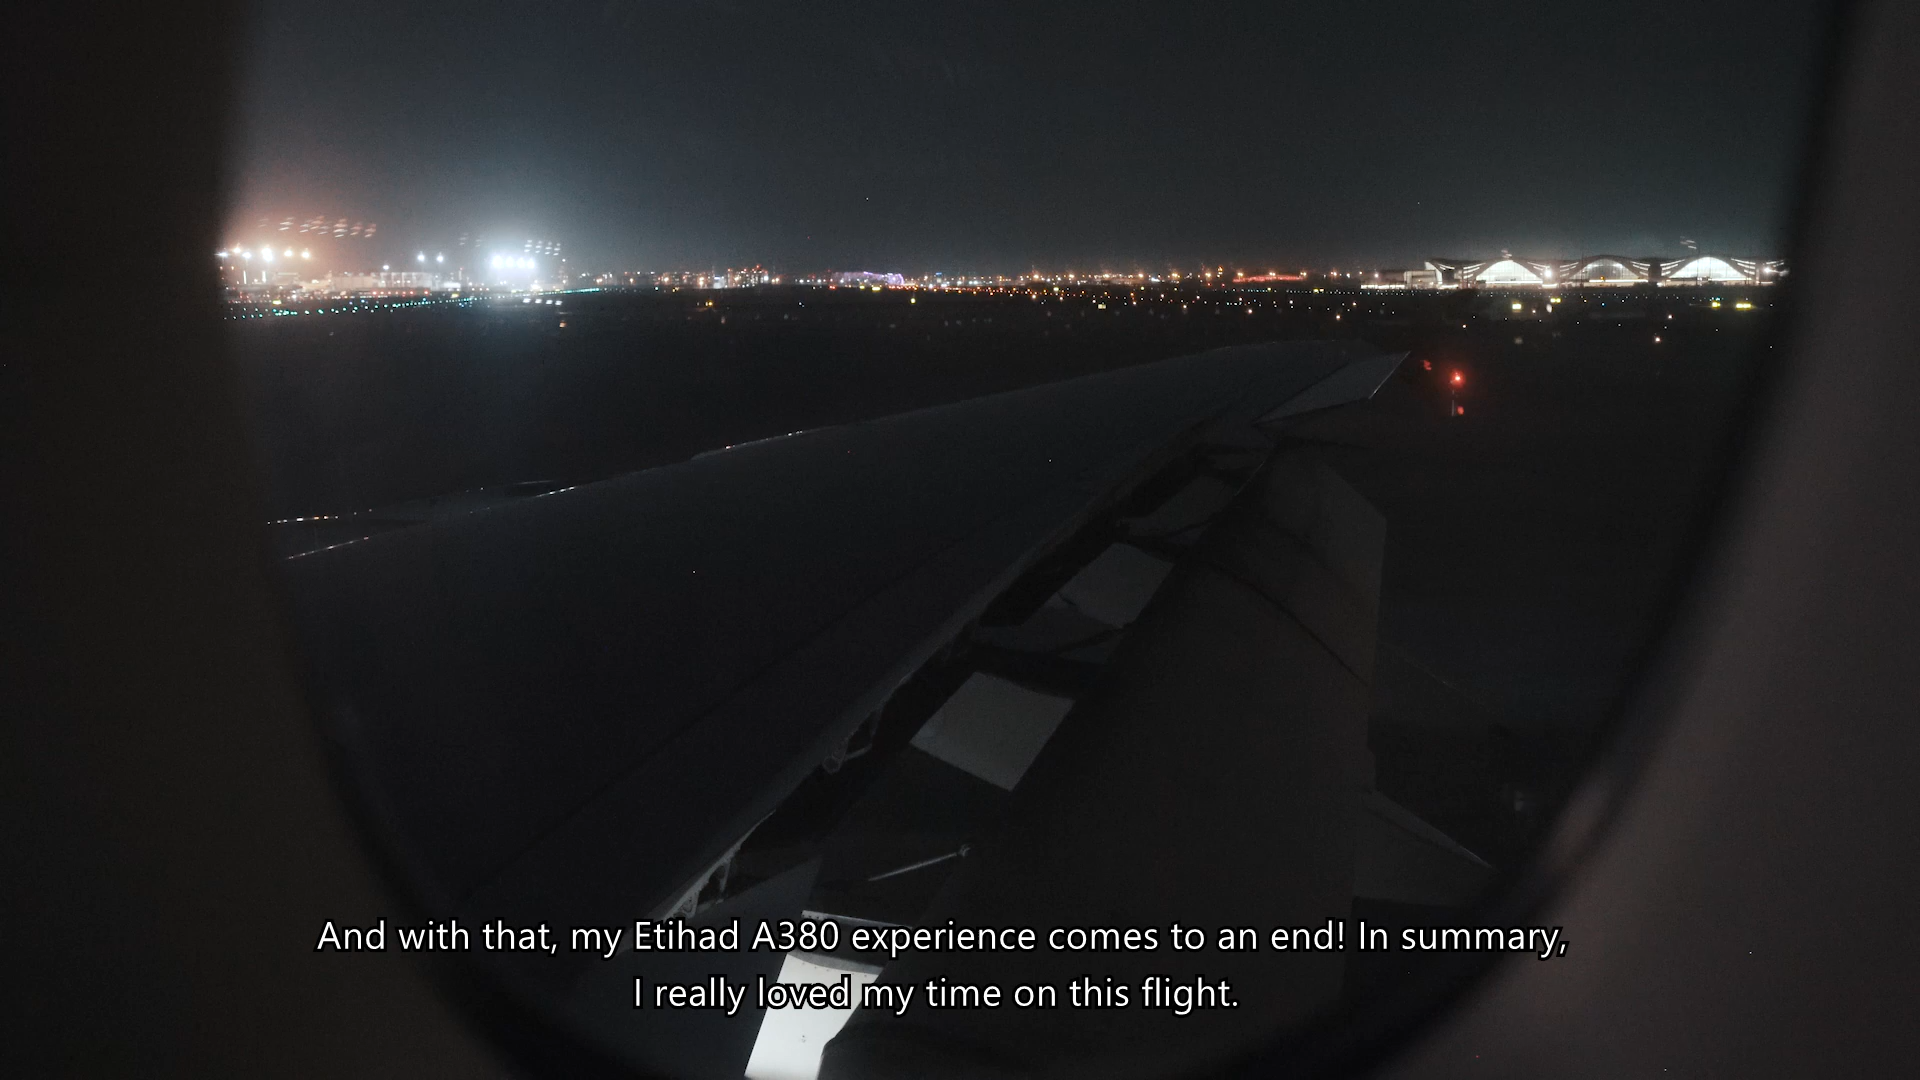 And with that, my Etihad A380 experience comes to an end! In summary,
I really loved my time on this flight.